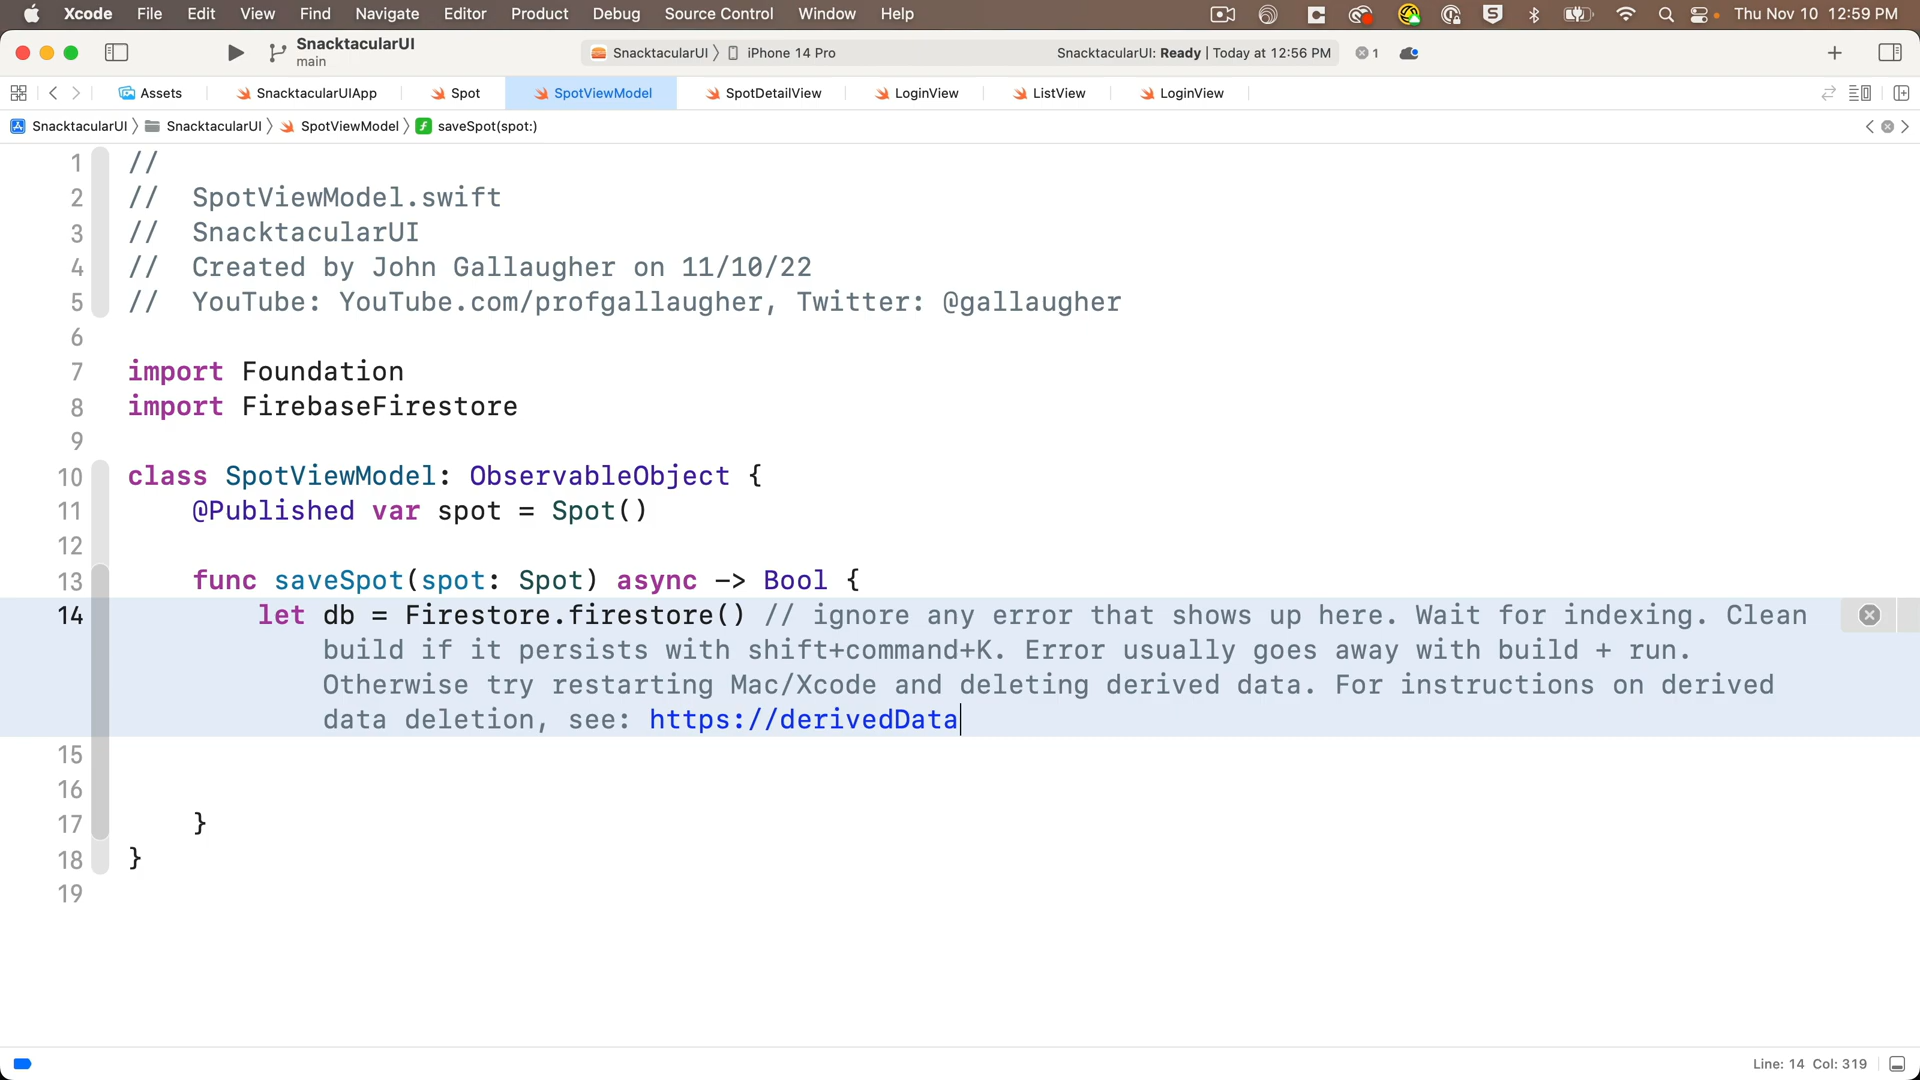 Xcode File Edit View Find Navigate Editor Product Debug Source Control Window Help Thu Nov 10 12:59 PM
SnacktacularUI
main
SnacktacularUI iPhone 14 Pro SnacktacularUI: Ready | Today at 12:56 PM 1
Assets SnacktacularUIApp Spot SpotViewModel SpotDetailView LoginView ListView LoginView
SnacktacularUI SnacktacularUI SpotViewModel saveSpot(spot:)
1 //
2 //  SpotViewModel.swift
3 //  SnacktacularUI
4 //  Created by John Gallaugher on 11/10/22
5 //  YouTube: YouTube.com/profgallaugher, Twitter: @gallaugher
6
7 import Foundation
8 import FirebaseFirestore
9
10 class SpotViewModel: ObservableObject {
11     @Published var spot = Spot()
12
13     func saveSpot(spot: Spot) async -> Bool {
14         let db = Firestore.firestore() // ignore any error that shows up here. Wait for indexing. Clean
build if it persists with shift+command+K. Error usually goes away with build + run.
Otherwise try restarting Mac/Xcode and deleting derived data. For instructions on derived
data deletion, see: https://derivedData
15
16
17     }
18 }
19
Line: 14 Col: 319